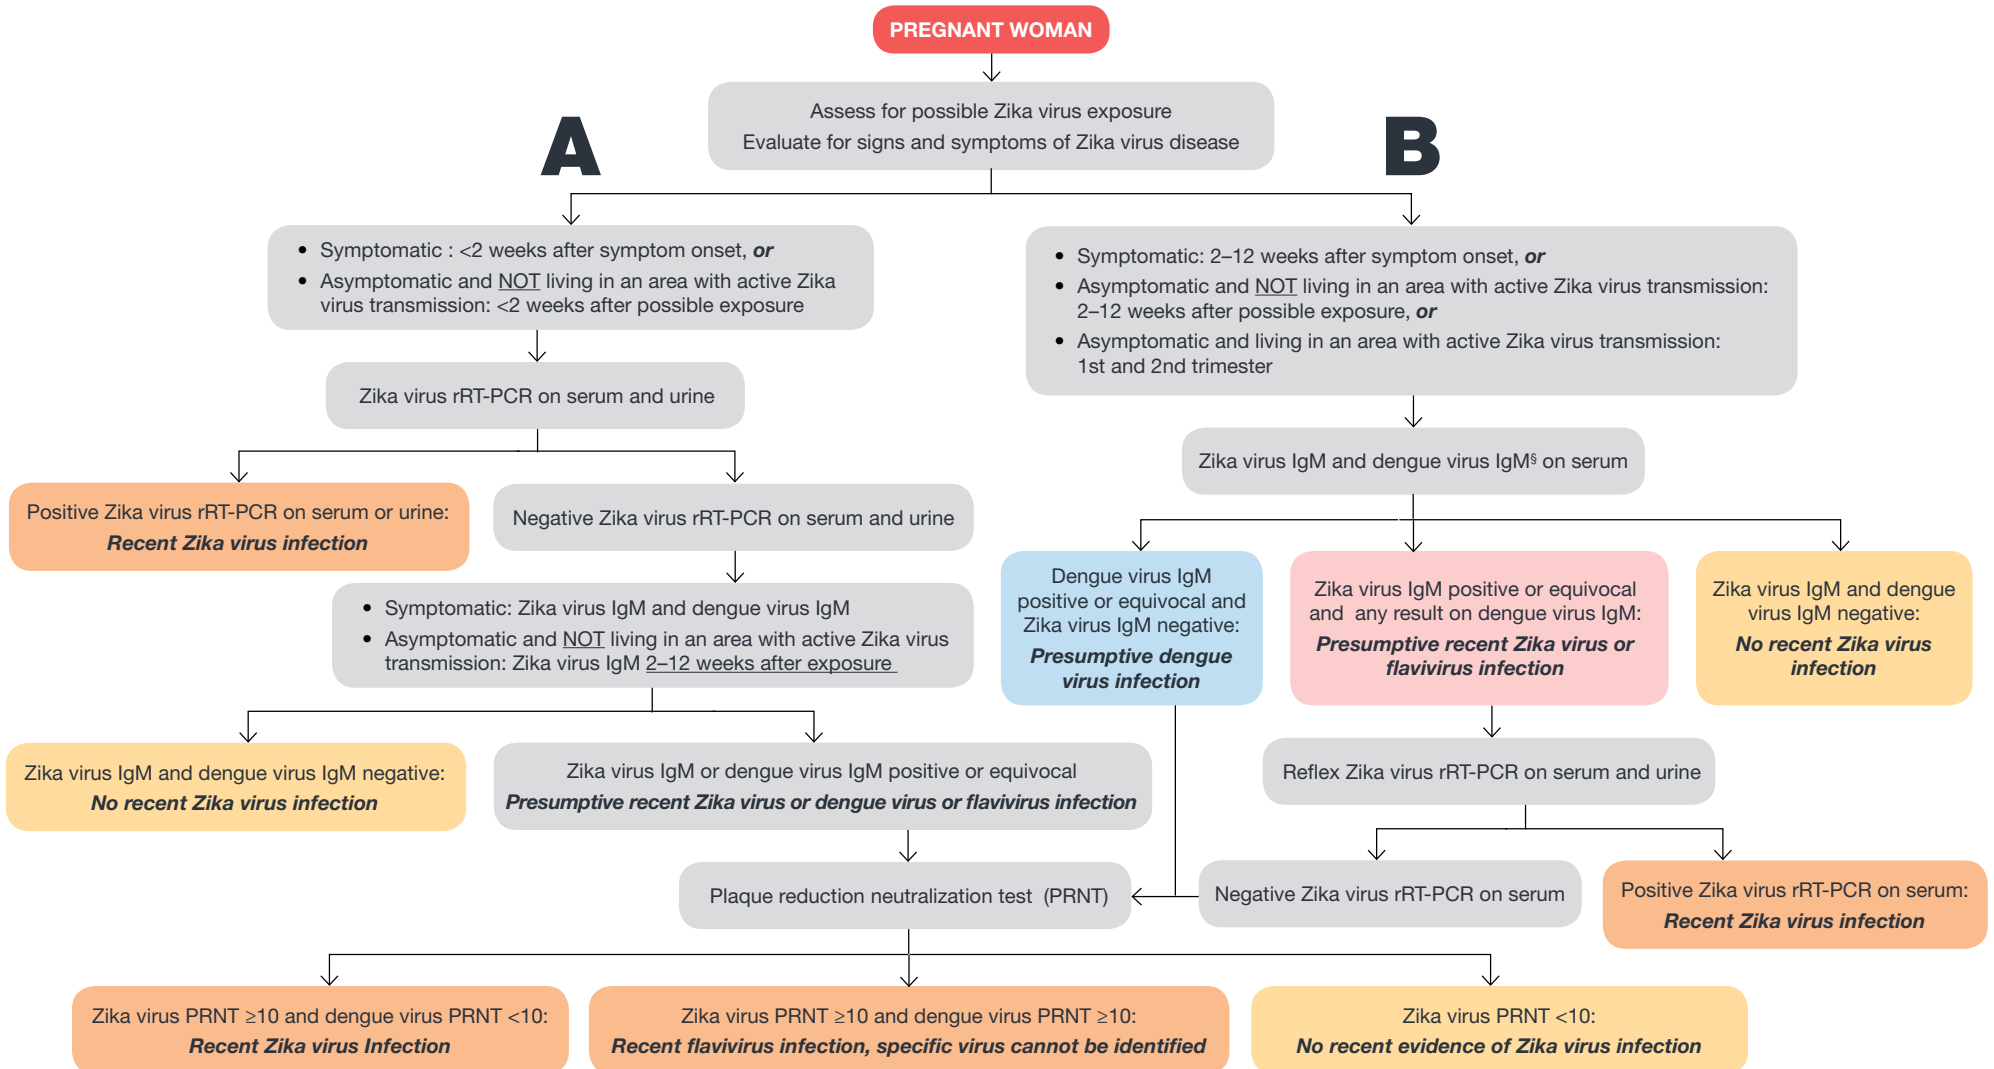 PREGNANT WOMAN
Assess for possible Zika virus exposure
Evaluate for signs and symptoms of Zika virus disease
A
B
• Symptomatic : <2 weeks after symptom onset, or
• Asymptomatic and NOT living in an area with active Zika
virus transmission: <2 weeks after possible exposure
• Symptomatic: 2–12 weeks after symptom onset, or
• Asymptomatic and NOT living in an area with active Zika virus transmission:
2–12 weeks after possible exposure, or
• Asymptomatic and living in an area with active Zika virus transmission:
1st and 2nd trimester
Zika virus rRT-PCR on serum and urine
Zika virus IgM and dengue virus IgM§ on serum
Positive Zika virus rRT-PCR on serum or urine:
Recent Zika virus infection
Negative Zika virus rRT-PCR on serum and urine
• Symptomatic: Zika virus IgM and dengue virus IgM
• Asymptomatic and NOT living in an area with active Zika virus
transmission: Zika virus IgM 2–12 weeks after exposure
Dengue virus IgM
positive or equivocal and
Zika virus IgM negative:
Presumptive dengue
virus infection
Zika virus IgM positive or equivocal
and any result on dengue virus IgM:
Presumptive recent Zika virus or
flavivirus infection
Zika virus IgM and dengue
virus IgM negative:
No recent Zika virus
infection
Zika virus IgM and dengue virus IgM negative:
No recent Zika virus infection
Zika virus IgM or dengue virus IgM positive or equivocal
Presumptive recent Zika virus or dengue virus or flavivirus infection
Reflex Zika virus rRT-PCR on serum and urine
Plaque reduction neutralization test (PRNT)
Negative Zika virus rRT-PCR on serum
Positive Zika virus rRT-PCR on serum:
Recent Zika virus infection
Zika virus PRNT ≥10 and dengue virus PRNT <10:
Recent Zika virus Infection
Zika virus PRNT ≥10 and dengue virus PRNT ≥10:
Recent flavivirus infection, specific virus cannot be identified
Zika virus PRNT <10:
No recent evidence of Zika virus infection